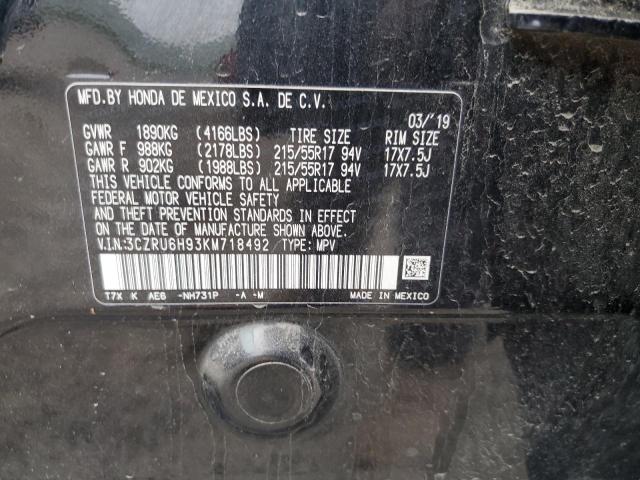 MFD.BY HONDA DE MEXICO S.A. DE C.V.
03/'19
GVWR 1890KG (4166LBS) TIRE SIZE RIM SIZE
GAWR F 988KG (2178LBS) 215/55R17 94V 17X7.5J
GAWR R 902KG (1988LBS) 215/55R17 94V 17X7.5J
THIS VEHICLE CONFORMS TO ALL APPLICABLE
FEDERAL MOTOR VEHICLE SAFETY
AND THEFT PREVENTION STANDARDS IN EFFECT
ON THE DATE OF MANUFACTURE SHOWN ABOVE.
V.I.N:3CZRU6H93KM718492 TYPE: MPV
T7X K AE6 -NH731P -A -M MADE IN MEXICO